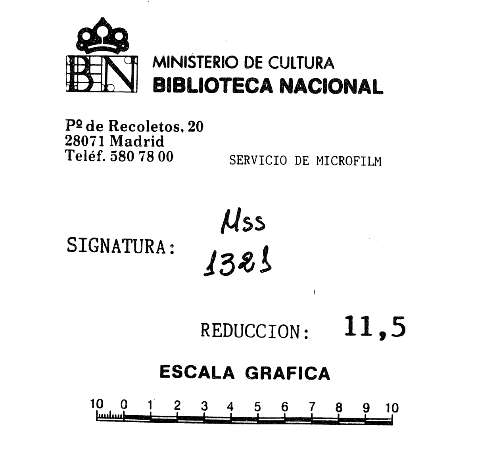 BN
MINISTERIO DE CULTURA
BIBLIOTECA NACIONAL
Pº de Recoletos, 20
28071 Madrid
Teléf. 580 78 00
SERVICIO DE MICROFILM
SIGNATURA: Mss
1321
REDUCCION: 11,5
ESCALA GRAFICA
10 0 1 2 3 4 5 6 7 8 9 10